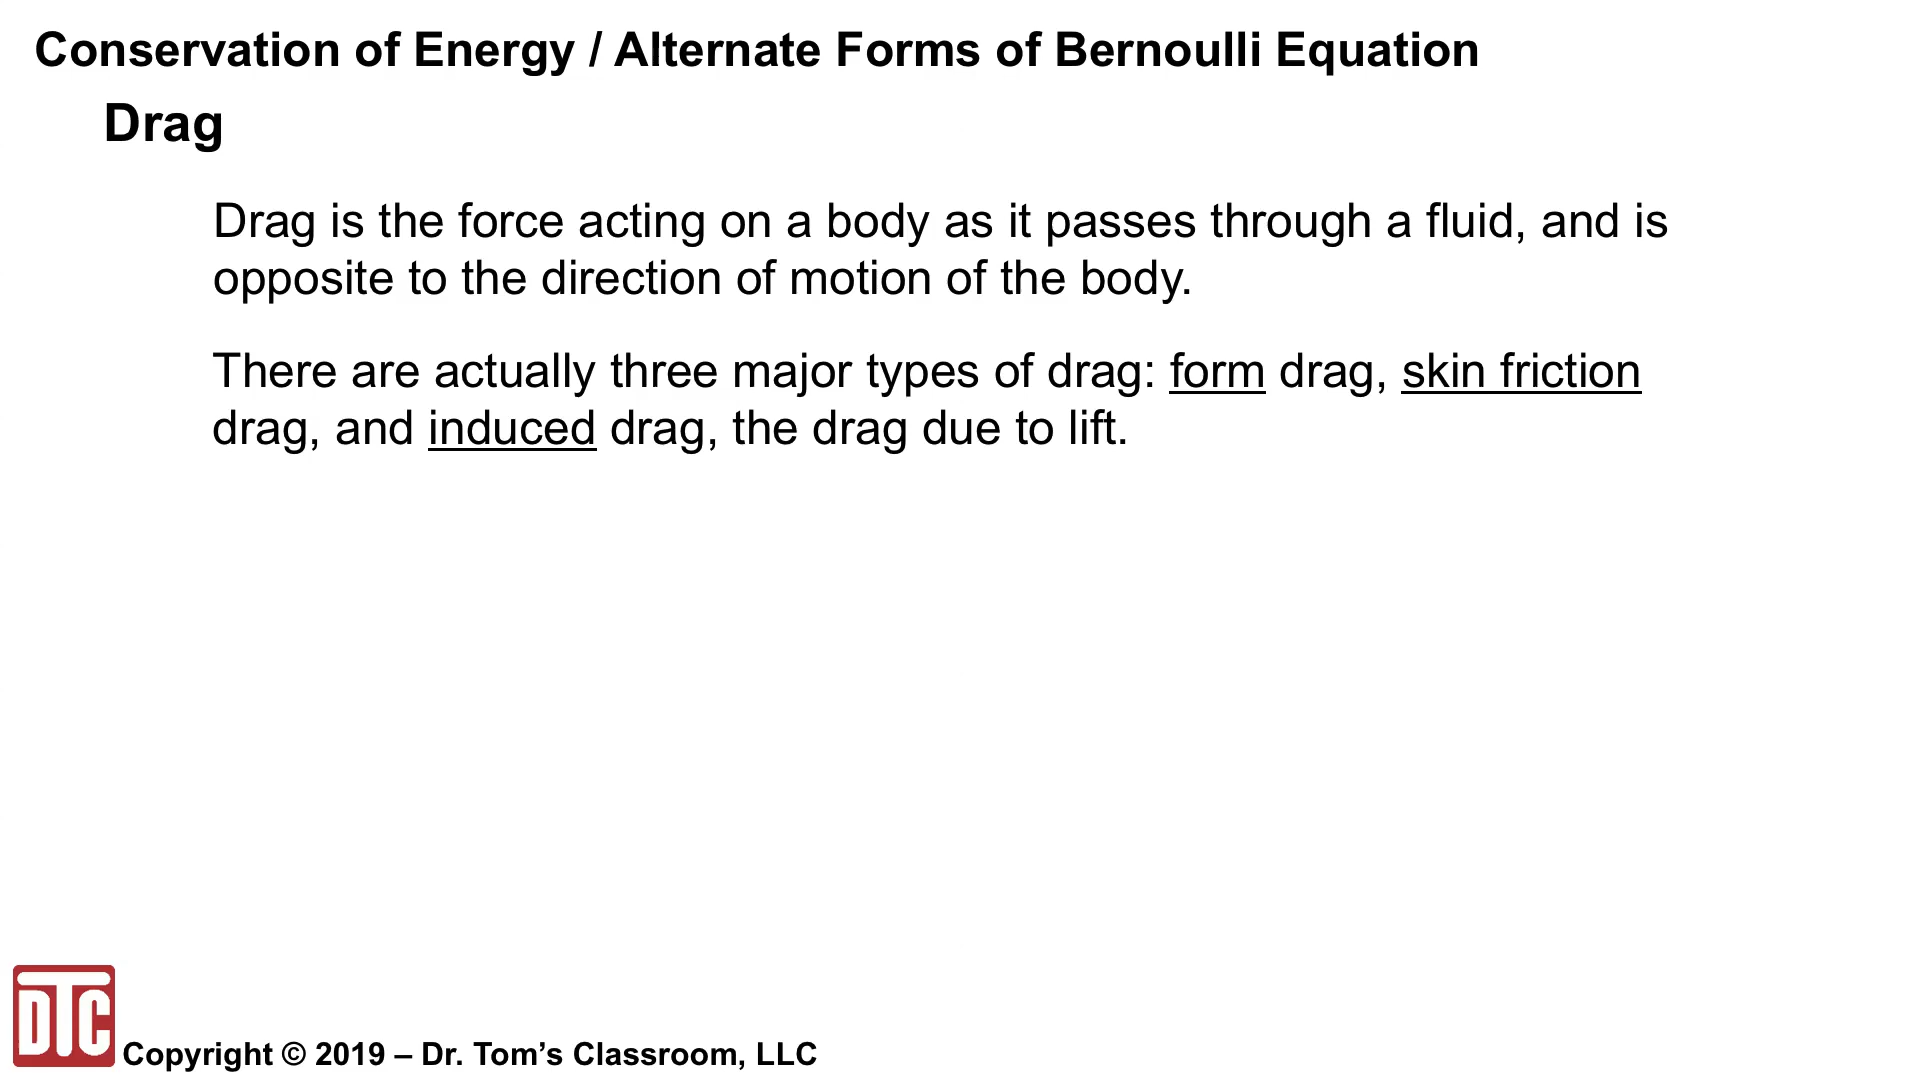 Conservation of Energy / Alternate Forms of Bernoulli Equation
Drag
Drag is the force acting on a body as it passes through a fluid, and is
opposite to the direction of motion of the body.
There are actually three major types of drag: form drag, skin friction
drag, and induced drag, the drag due to lift.
DTC
Copyright © 2019 – Dr. Tom’s Classroom, LLC